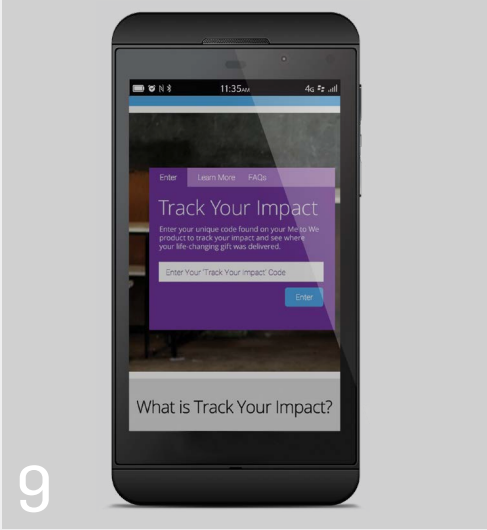 11:35AM 4G
Enter Learn More FAQs
Track Your Impact
Enter your unique code found on your Me to We
product to track your impact and see where
your life-changing gift was delivered.
Enter Your 'Track Your Impact' Code
Enter
What is Track Your Impact?
9